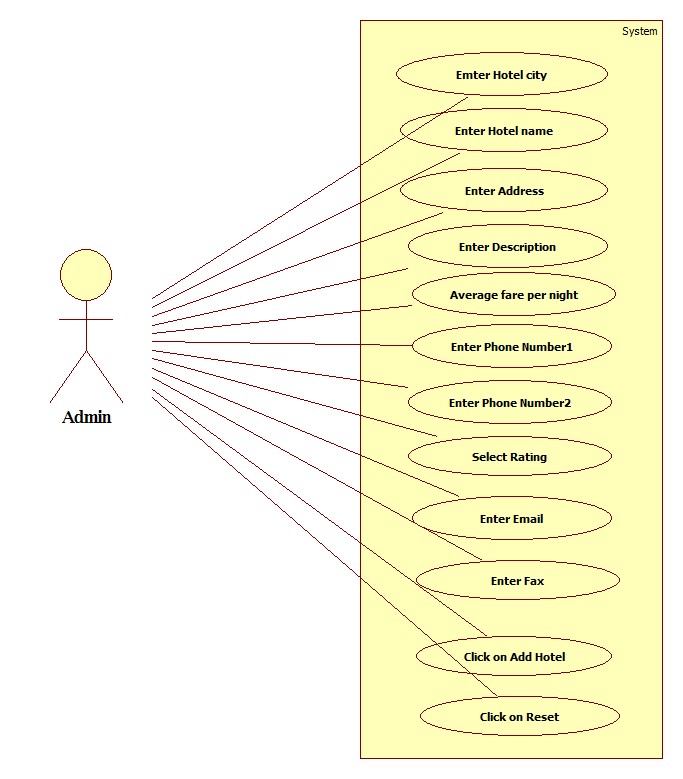 System
Emter Hotel city
Enter Hotel name
Enter Address
Enter Description
Average fare per night
Enter Phone Number1
Enter Phone Number2
Select Rating
Enter Email
Enter Fax
Click on Add Hotel
Click on Reset
Admin